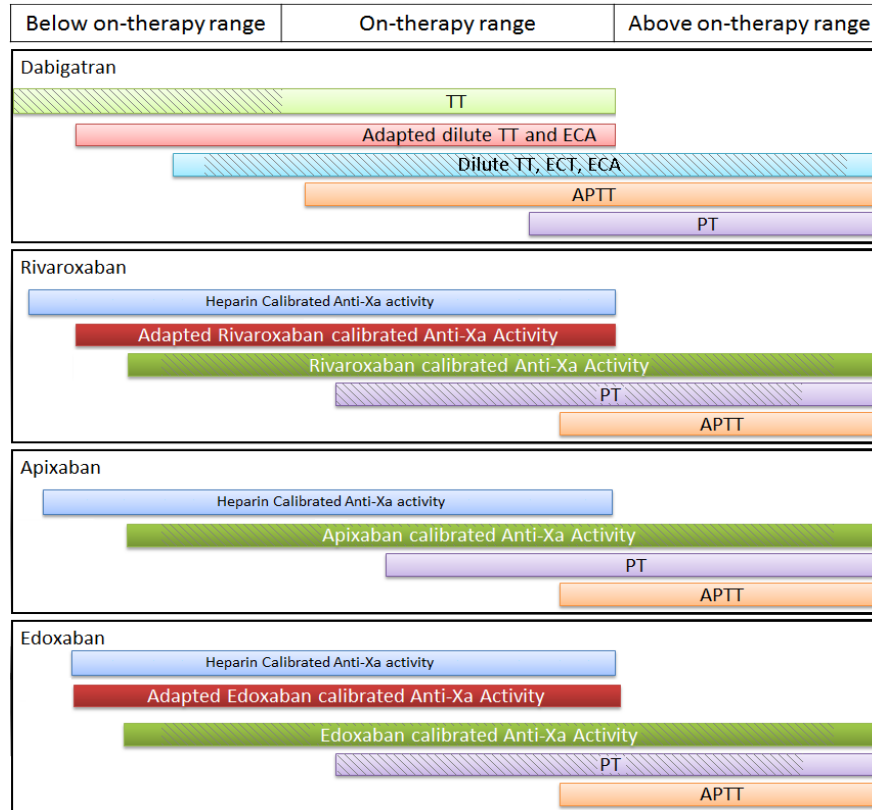 Below on-therapy range On-therapy range Above on-therapy range
Dabigatran
TT
Adapted dilute TT and ECA
Dilute TT, ECT, ECA
APTT
PT
Rivaroxaban
Heparin Calibrated Anti-Xa activity
Adapted Rivaroxaban calibrated Anti-Xa Activity
Rivaroxaban calibrated Anti-Xa Activity
PT
APTT
Apixaban
Heparin Calibrated Anti-Xa activity
Apixaban calibrated Anti-Xa Activity
PT
APTT
Edoxaban
Heparin Calibrated Anti-Xa activity
Adapted Edoxaban calibrated Anti-Xa Activity
Edoxaban calibrated Anti-Xa Activity
PT
APTT